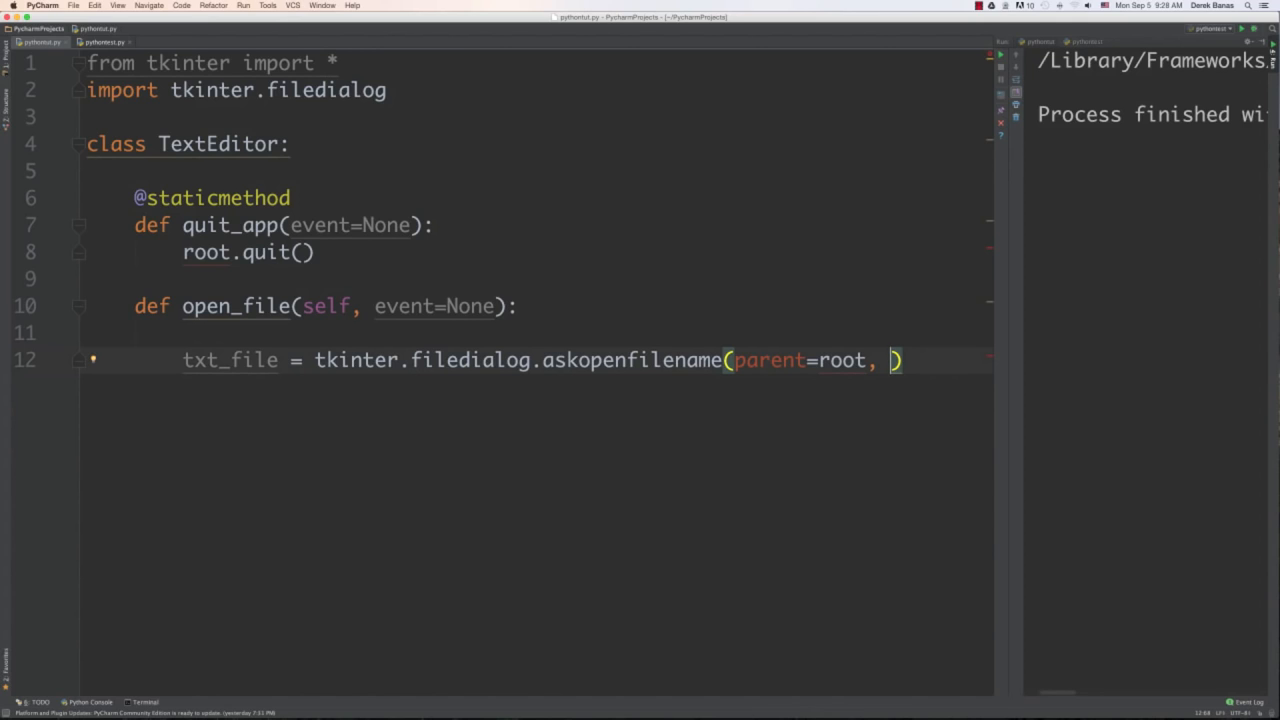 PyCharm File Edit View Navigate Code Refactor Run Tools VCS Window Help
10 Mon Sep 5 9:28 AM Derek Banas
pythontut.py - PycharmProjects - [~/PycharmProjects]
PycharmProjects pythontut.py
pythontest
pythontut.py pythontest.py
Run: pythontut pythontest
1 from tkinter import *
2 import tkinter.filedialog
3
4 class TextEditor:
5
6 @staticmethod
7 def quit_app(event=None):
8 root.quit()
9
10 def open_file(self, event=None):
11
12 txt_file = tkinter.filedialog.askopenfilename(parent=root, )
/Library/Frameworks
Process finished wi
1: Project
7: Structure
2: Favorites
6: TODO Python Console Terminal
Event Log
Platform and Plugin Updates: PyCharm Community Edition is ready to update. (yesterday 7:51 PM)
12:68 LF÷ UTF-8÷